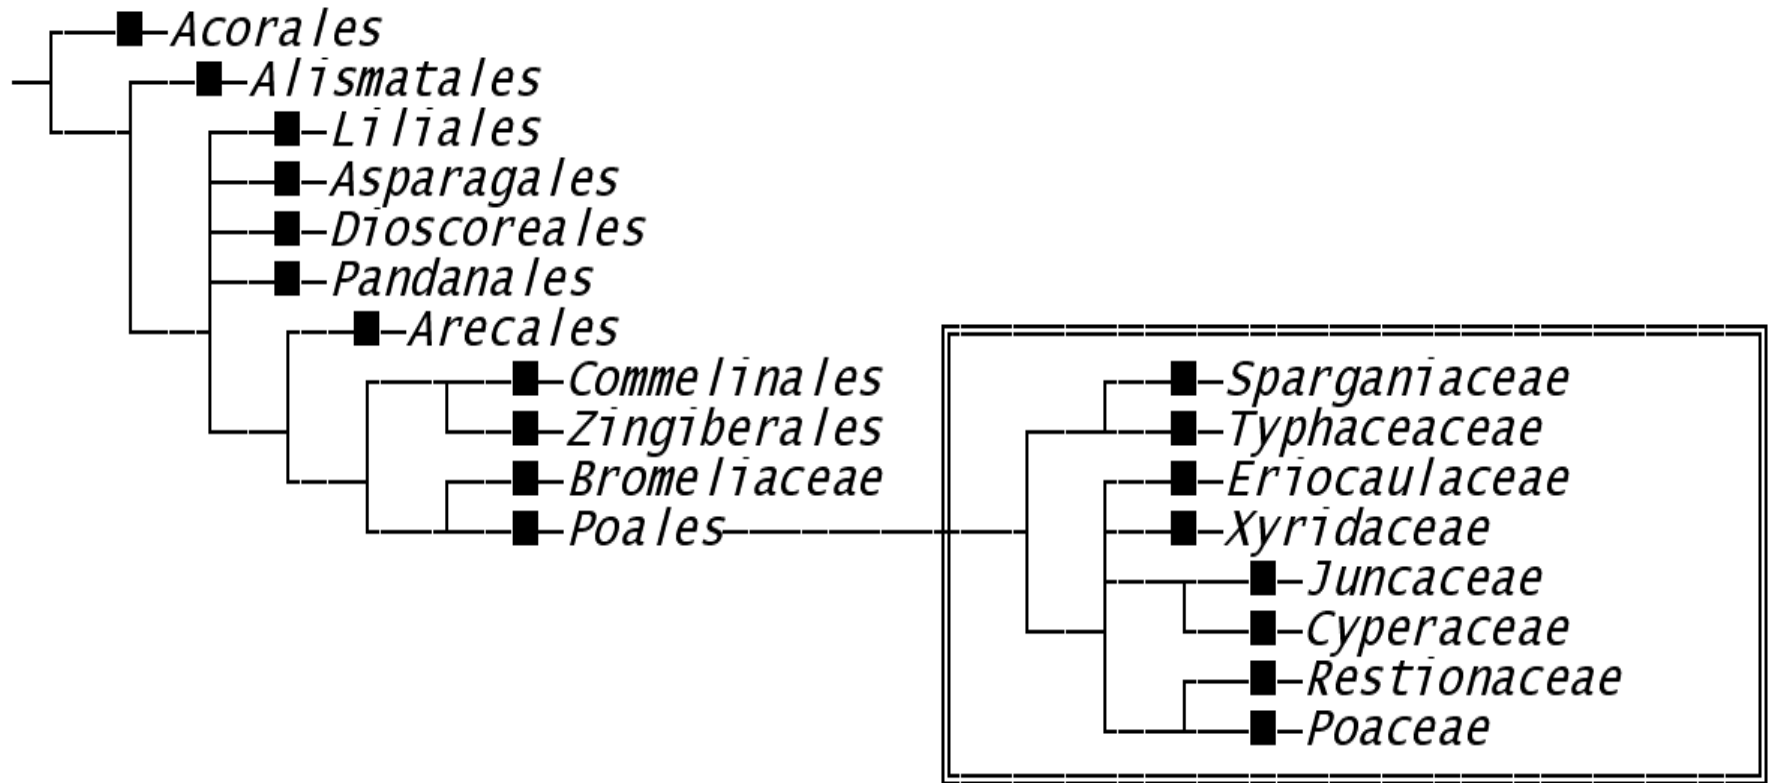 Acorales
Alismatales
Liliales
Asparagales
Dioscoreales
Pandanales
Arecales
Commelinales
Zingiberales
Bromeliaceae
Poales
Sparganiaceae
Typhaceaceae
Eriocaulaceae
Xyridaceae
Juncaceae
Cyperaceae
Restionaceae
Poaceae